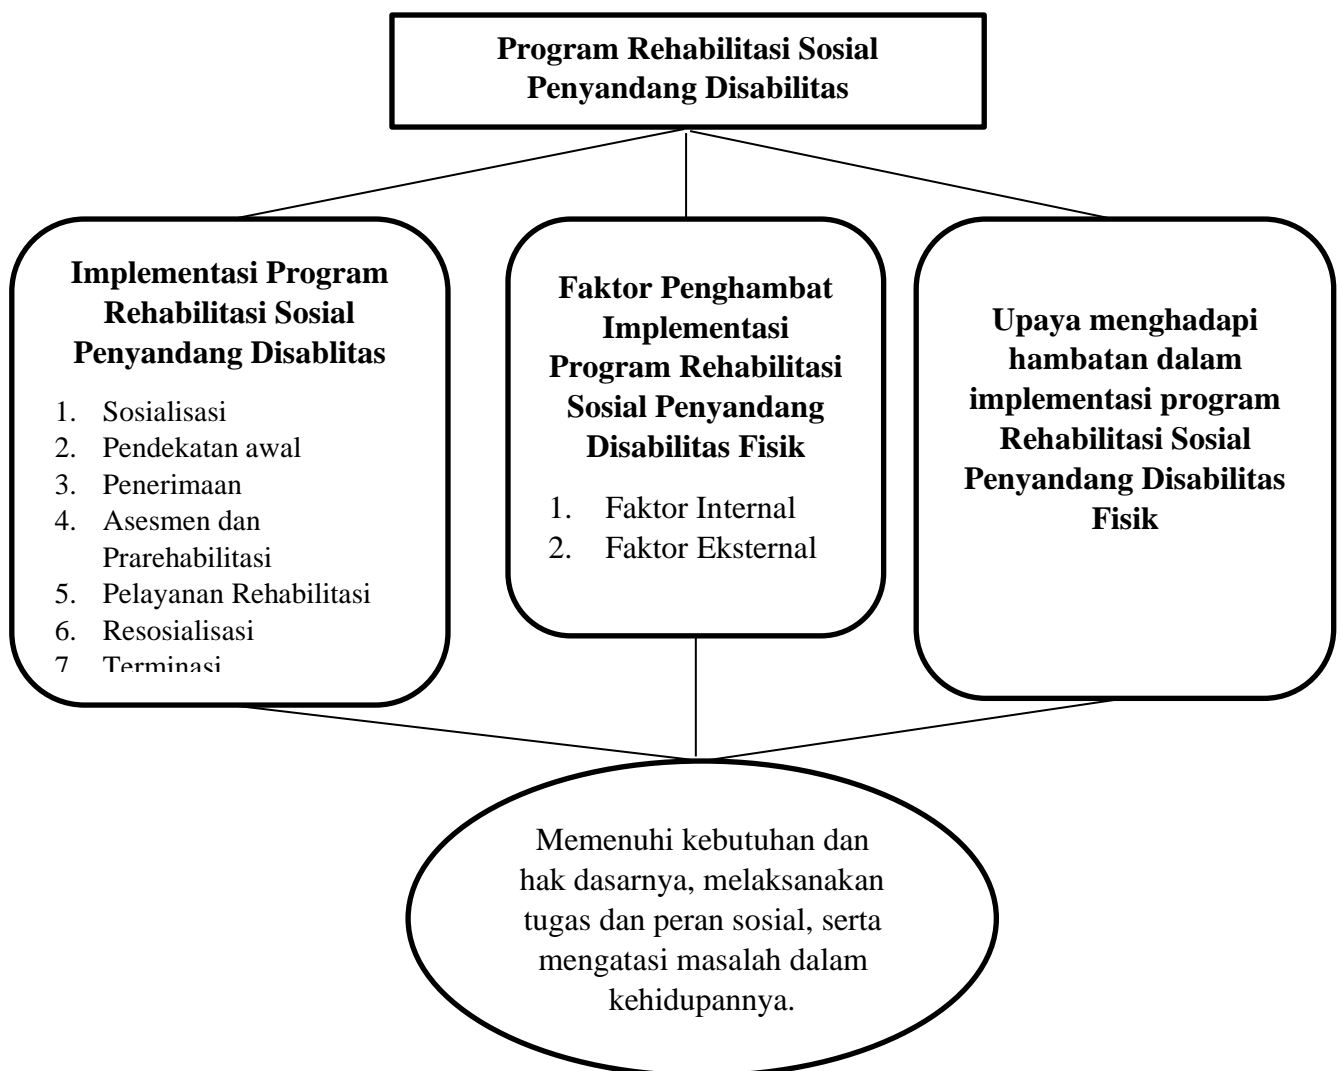 Program Rehabilitasi Sosial
Penyandang Disabilitas
Implementasi Program
Rehabilitasi Sosial
Penyandang Disablitas
1. Sosialisasi
2. Pendekatan awal
3. Penerimaan
4. Asesmen dan
Prarehabilitasi
5. Pelayanan Rehabilitasi
6. Resosialisasi
7. Terminasi
Faktor Penghambat
Implementasi
Program Rehabilitasi
Sosial Penyandang
Disabilitas Fisik
1. Faktor Internal
2. Faktor Eksternal
Upaya menghadapi
hambatan dalam
implementasi program
Rehabilitasi Sosial
Penyandang Disabilitas
Fisik
Memenuhi kebutuhan dan
hak dasarnya, melaksanakan
tugas dan peran sosial, serta
mengatasi masalah dalam
kehidupannya.